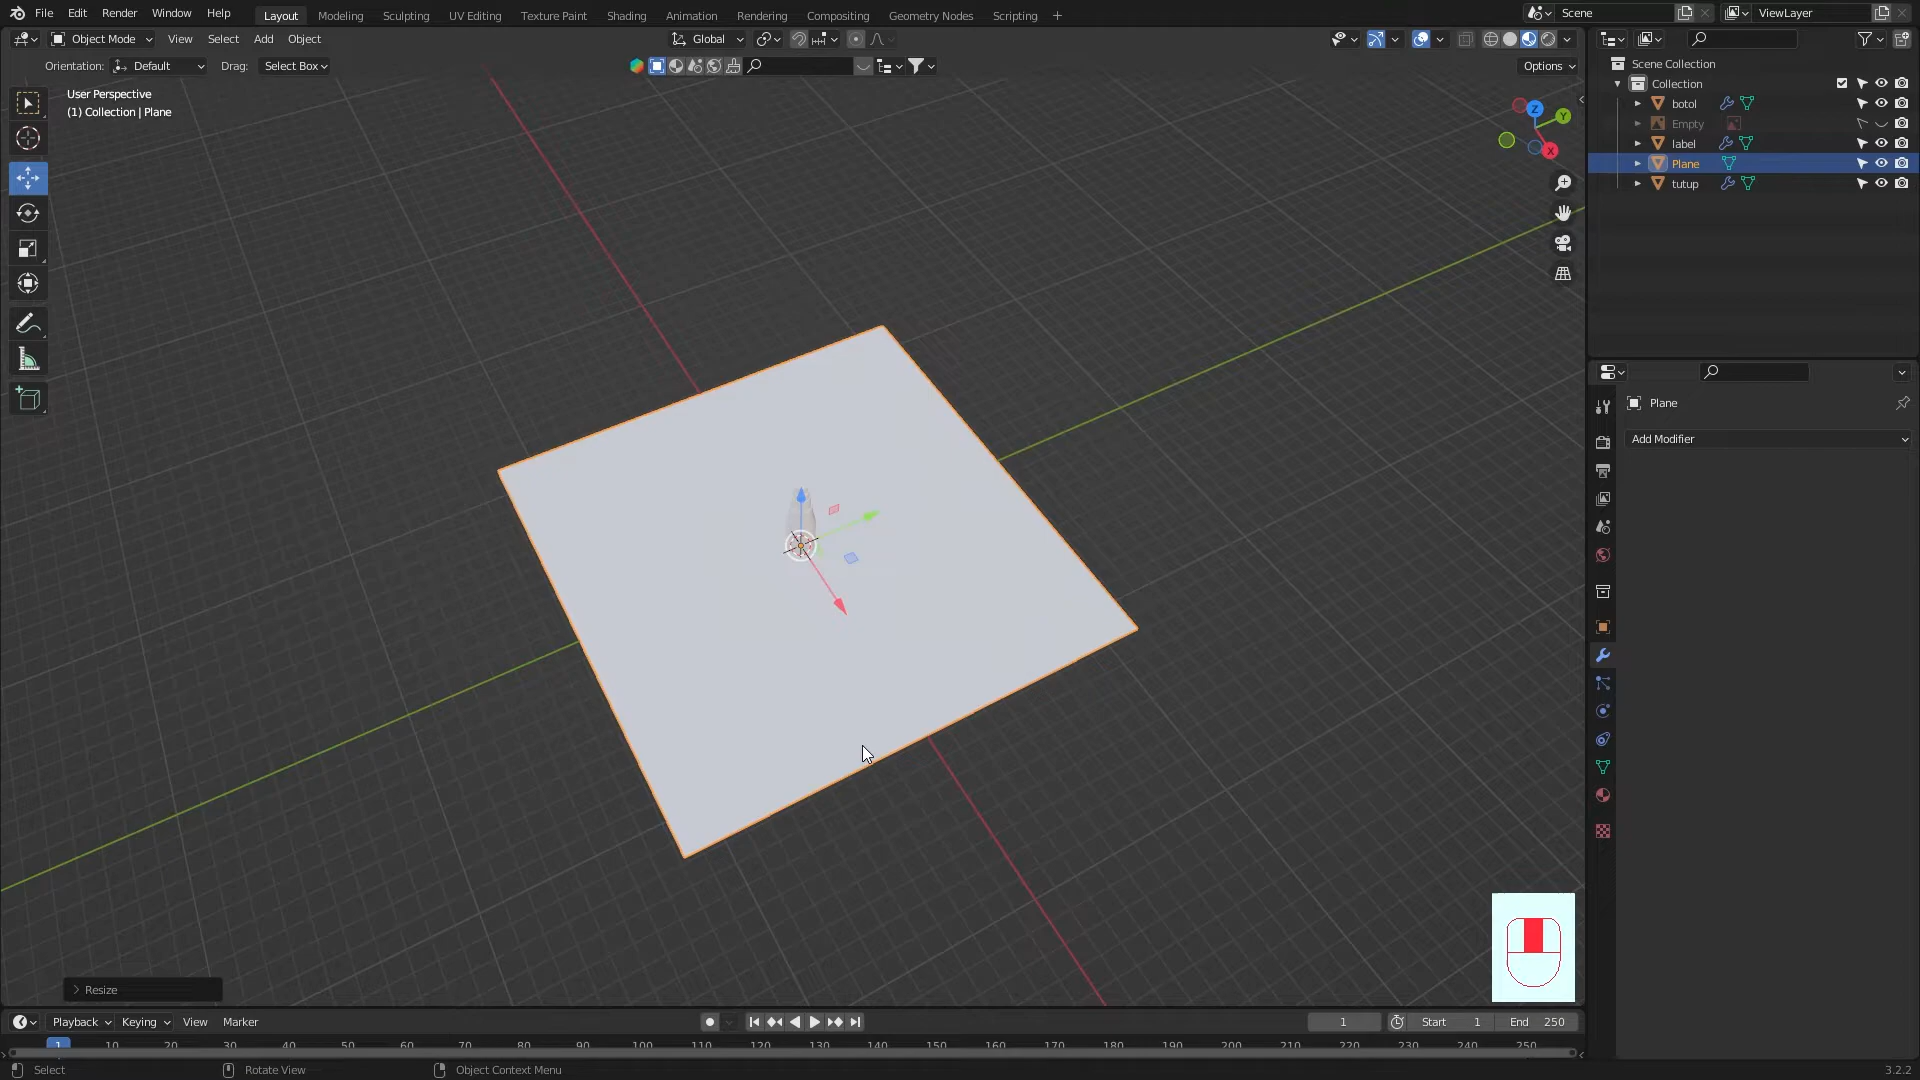 File Edit Render Window Help Layout Modeling Sculpting UV Editing Texture Paint Shading Animation Rendering Compositing Geometry Nodes Scripting Scene ViewLayer
Object Mode View Select Add Object Global
Orientation: Default Drag: Select Box Options
User Perspective
(1) Collection | Plane
Z
Y
X
Scene Collection
Collection
botol
Empty
label
Plane
tutup
Plane
Add Modifier
Resize
Playback Keying View Marker 1 Start 1 End 250
1 10 20 30 40 50 60 70 80 90 100 110 120 130 140 150 160 170 180 190 200 210 220 230 240 250
Select Rotate View Object Context Menu 3.2.2